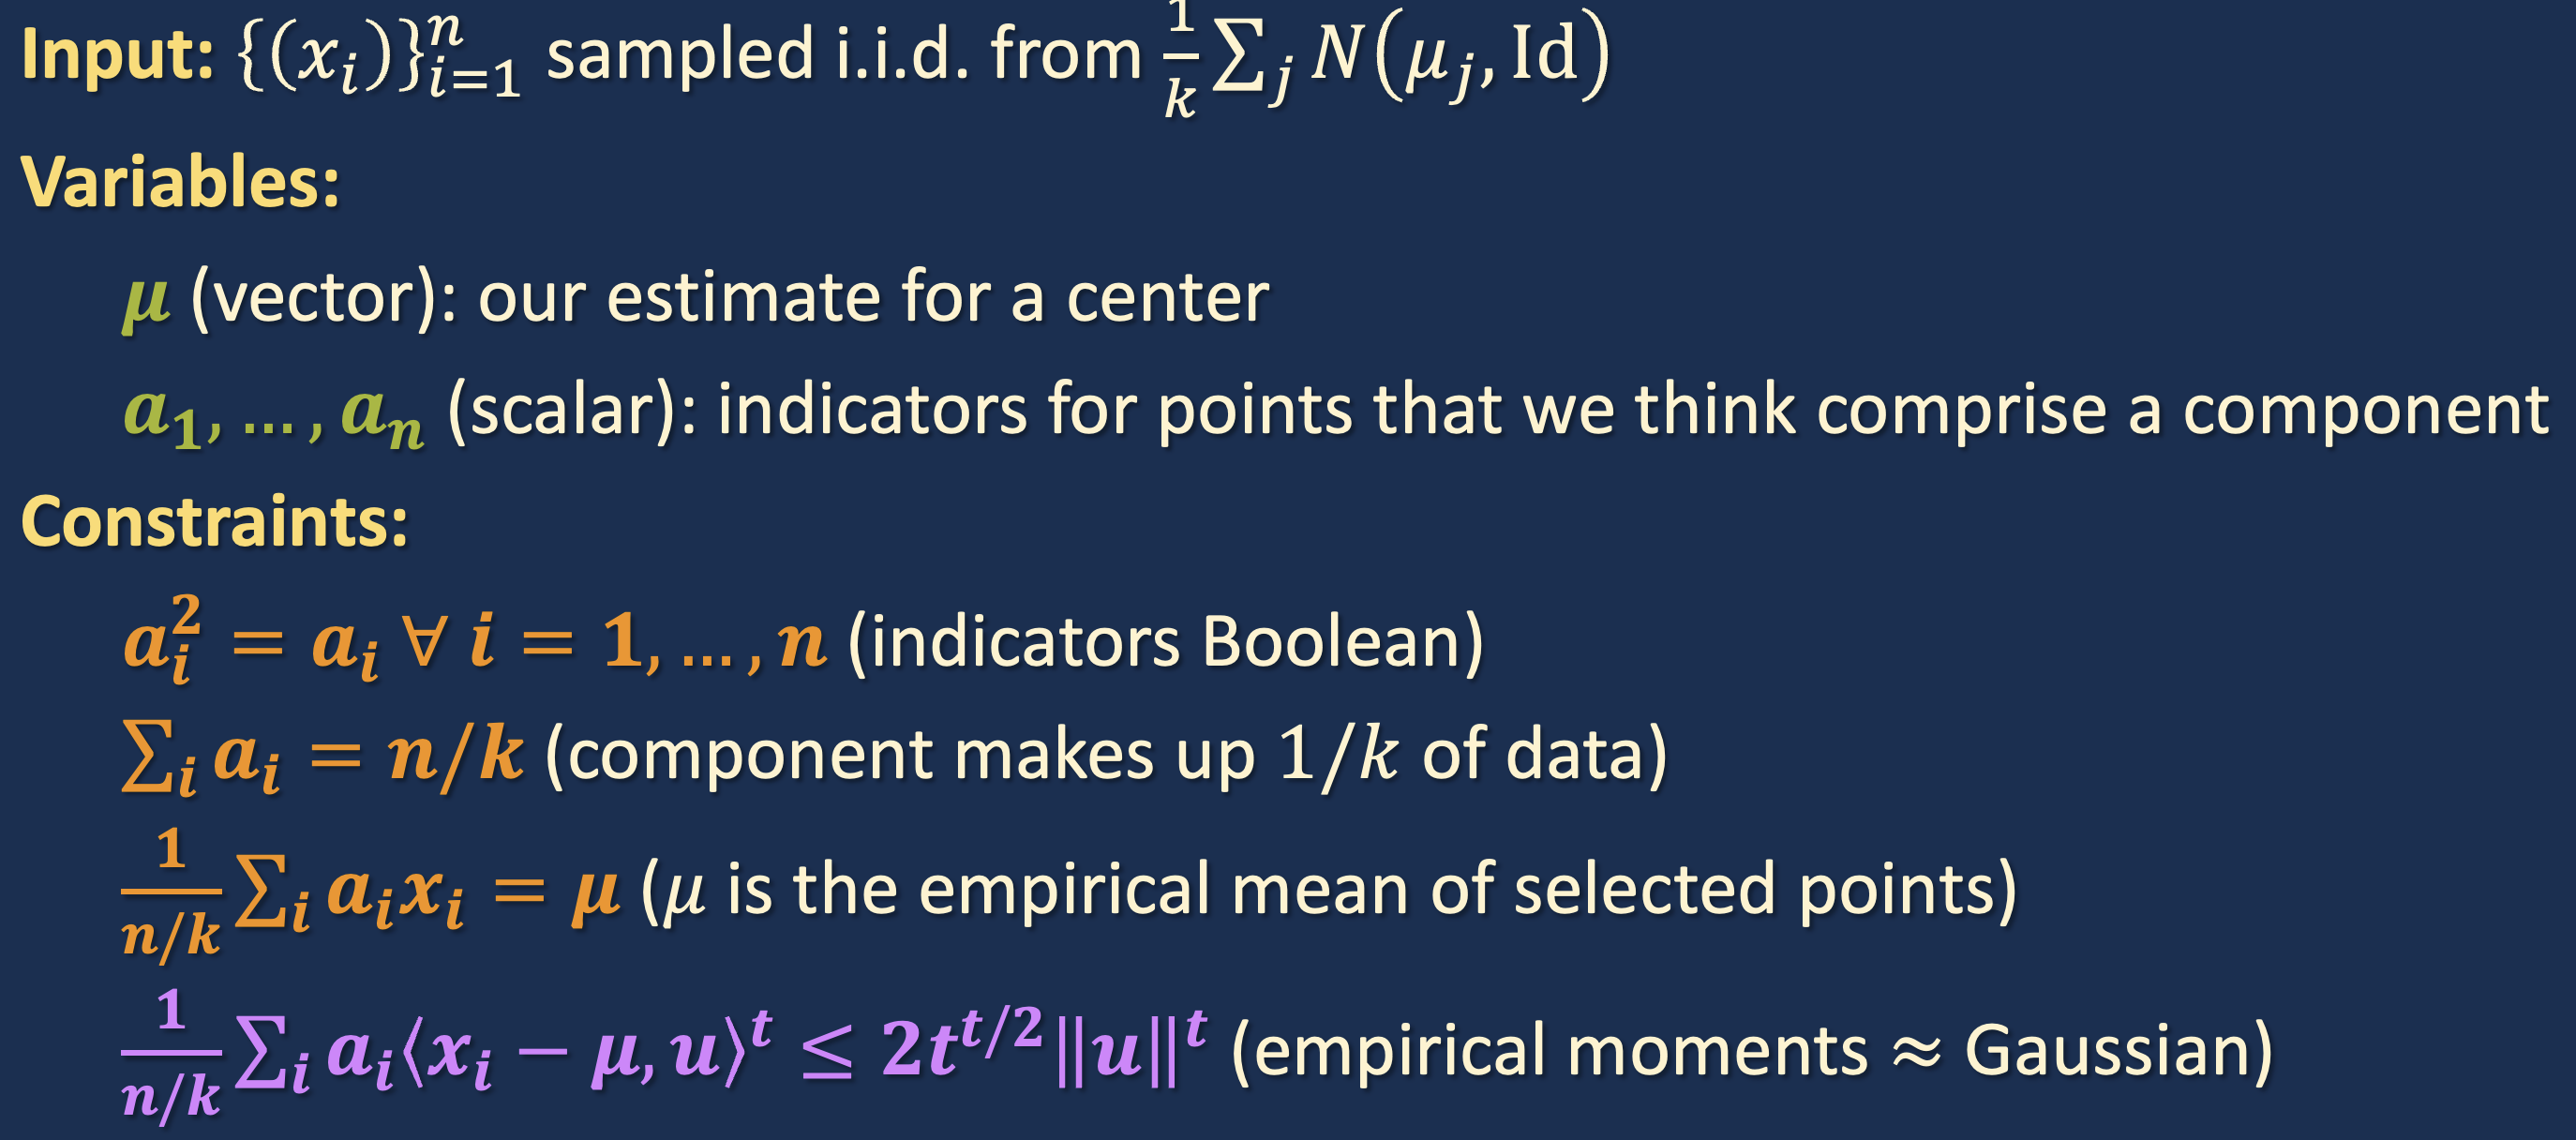 Input: {(x_i)}_{i=1}^n sampled i.i.d. from \frac{1}{k} ∑_j N(μ_j, Id)
Variables:
μ (vector): our estimate for a center
a_1, …, a_n (scalar): indicators for points that we think comprise a component
Constraints:
a_i^2 = a_i ∀ i = 1, …, n (indicators Boolean)
∑_i a_i = n/k (component makes up 1/k of data)
\frac{1}{n/k} ∑_i a_i x_i = μ (μ is the empirical mean of selected points)
\frac{1}{n/k} ∑_i a_i ⟨x_i − μ, u⟩^t ≤ 2t^{t/2} ‖u‖^t (empirical moments ≈ Gaussian)